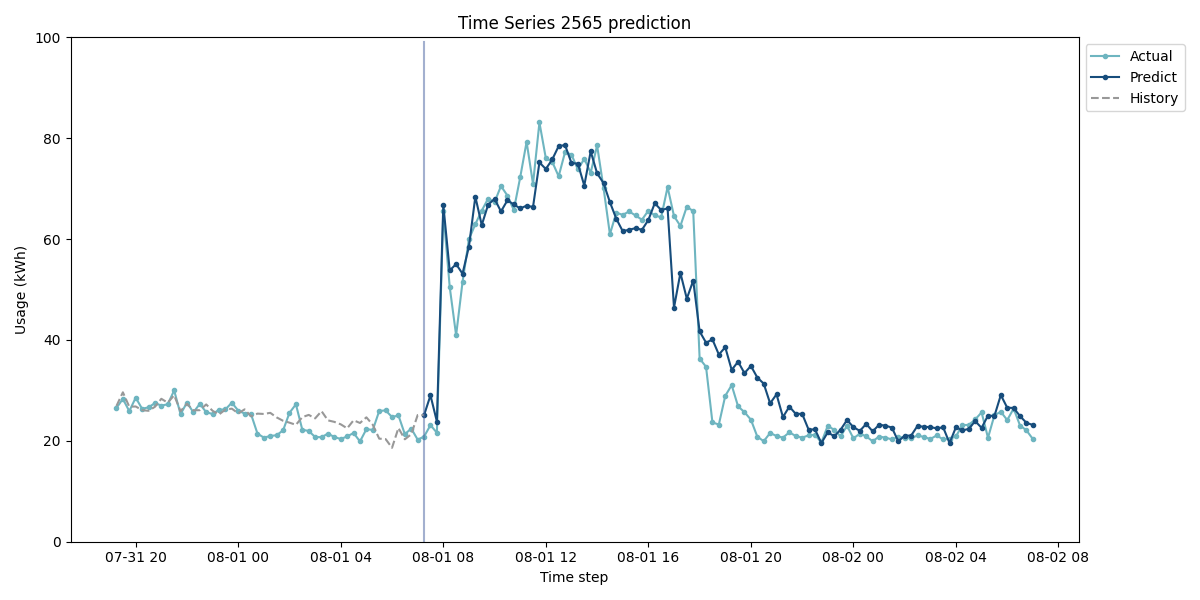 Time Series 2565 prediction
100
80
60
40
20
0
Usage (kWh)
07-31 20
08-01 00
08-01 04
08-01 08
08-01 12
08-01 16
08-01 20
08-02 00
08-02 04
08-02 08
Time step
Actual
Predict
History